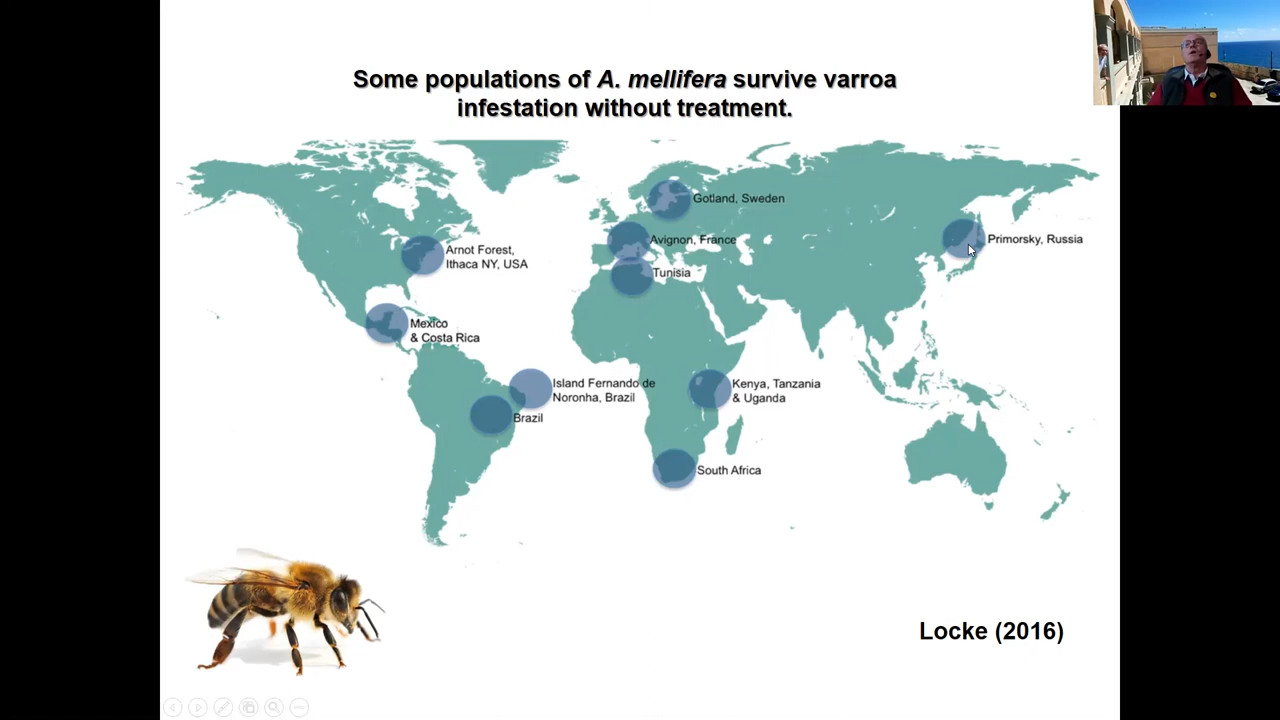 Some populations of A. mellifera survive varroa
infestation without treatment.
Gotland, Sweden
Avignon, France
Primorsky, Russia
Arnot Forest,
Ithaca NY, USA
Tunisia
Mexico
& Costa Rica
Island Fernando de
Noronha, Brazil
Kenya, Tanzania
& Uganda
Brazil
South Africa
Locke (2016)